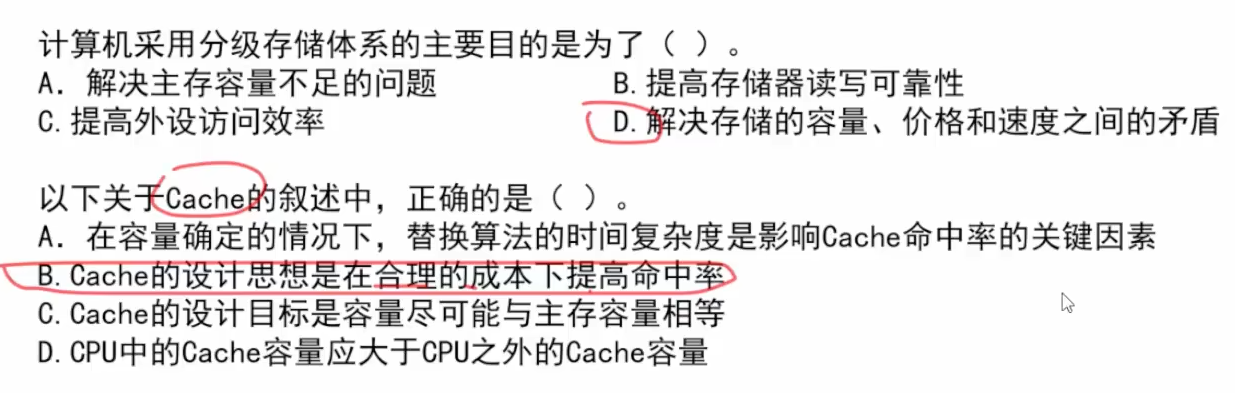 计算机采用分级存储体系的主要目的是为了（ ）。
A. 解决主存容量不足的问题 B. 提高存储器读写可靠性
C. 提高外设访问效率 D. 解决存储的容量、价格和速度之间的矛盾
以下关于Cache的叙述中，正确的是（ ）。
A. 在容量确定的情况下，替换算法的时间复杂度是影响Cache命中率的关键因素
B. Cache的设计思想是在合理的成本下提高命中率
C. Cache的设计目标是容量尽可能与主存容量相等
D. CPU中的Cache容量应大于CPU之外的Cache容量